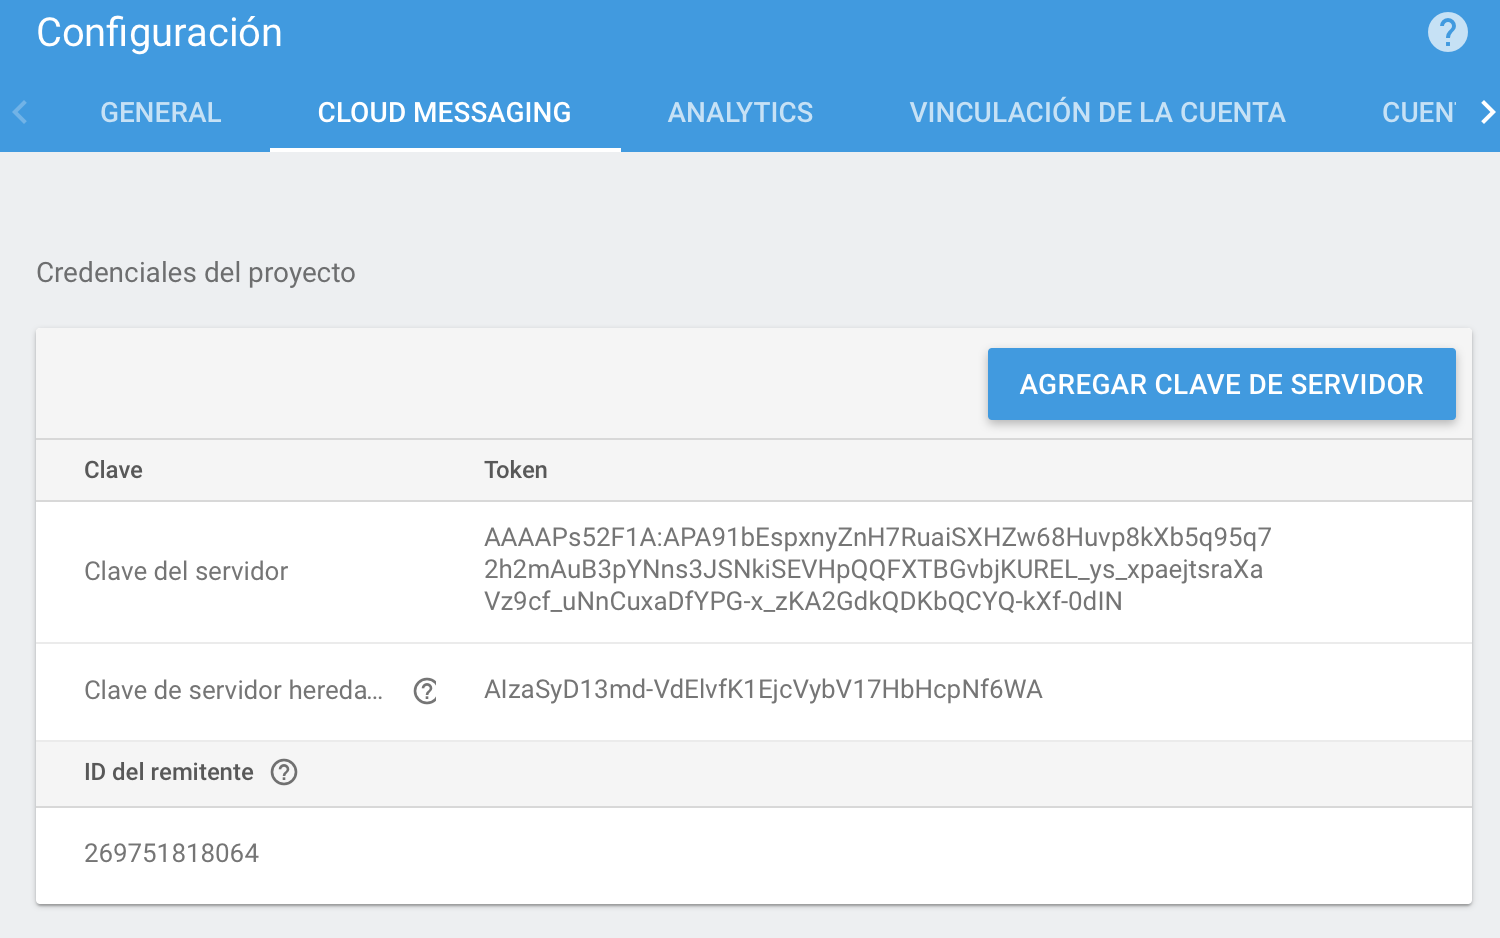 Configuración
?
GENERAL
CLOUD MESSAGING
ANALYTICS
VINCULACIÓN DE LA CUENTA
CUEN
Credenciales del proyecto
AGREGAR CLAVE DE SERVIDOR
Clave
Token
Clave del servidor
AAAAPs52F1A:APA91bEspxnyZnH7RuaiSXHZw68Huvp8kXb5q95q7
2h2mAuB3pYNns3JSNkiSEVHpQQFXTBGvbjKUREL_ys_xpaejtsraXa
Vz9cf_uNnCuxaDfYPG-x_zKA2GdkQDKbQCYQ-kXf-0dIN
Clave de servidor hereda... ?
AIzaSyD13md-VdElvfK1EjcVybV17HbHcpNf6WA
ID del remitente ?
269751818064